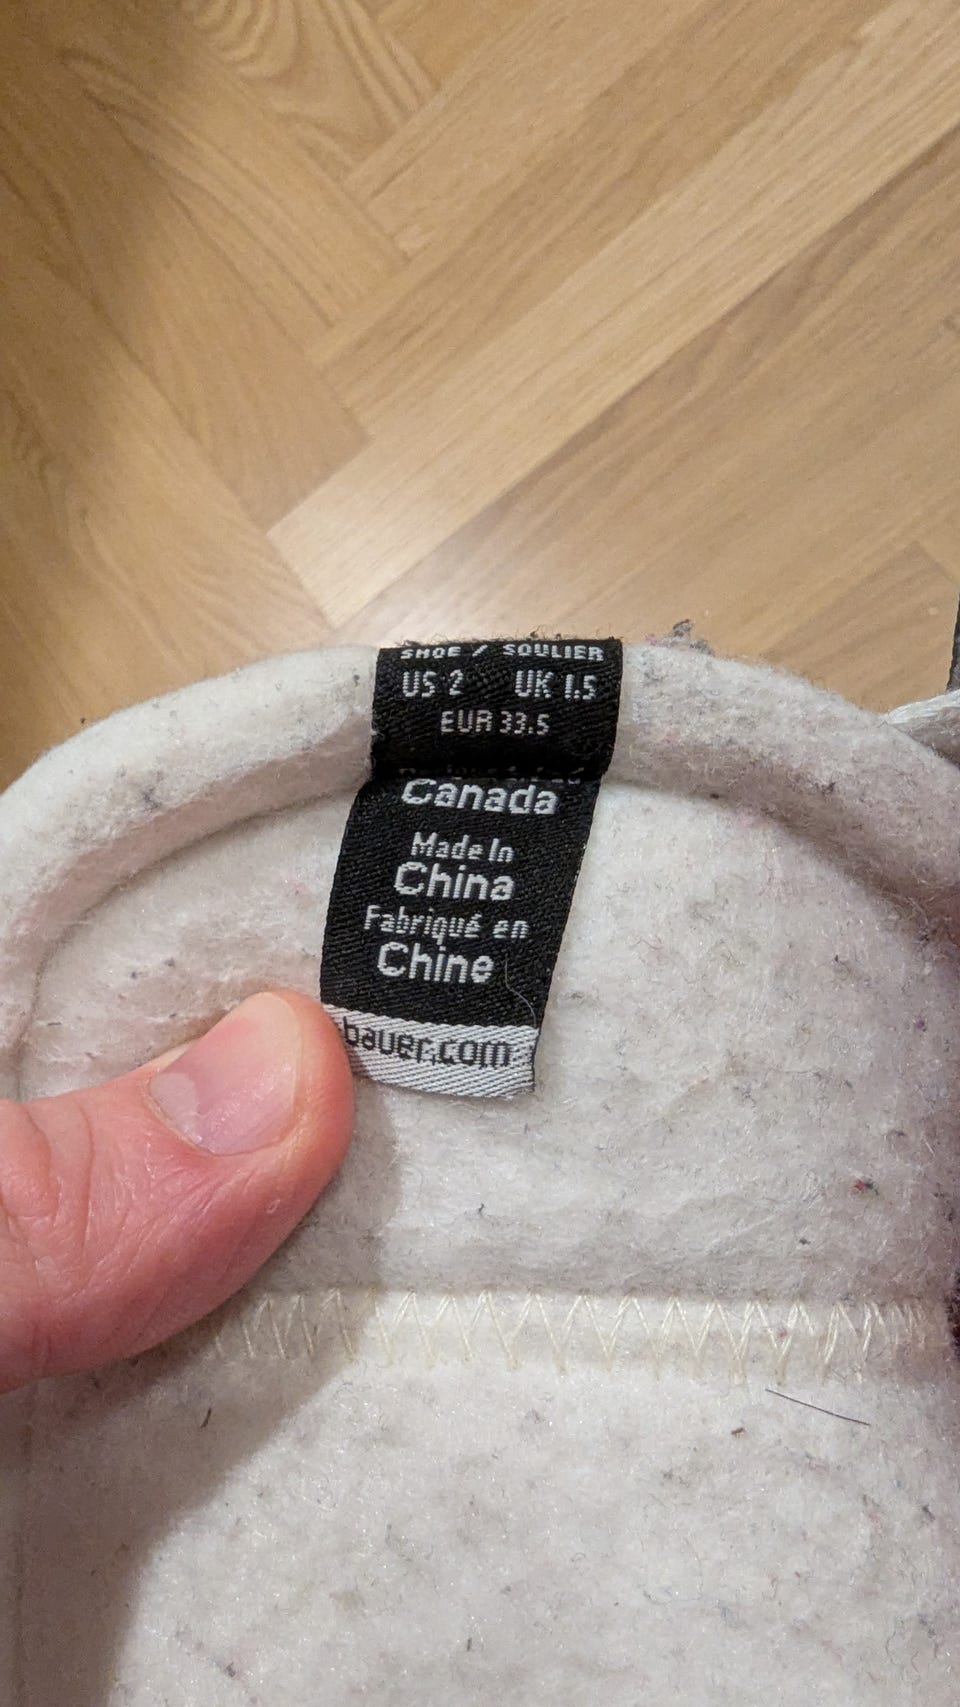 SHOE / SOULIER
US 2 UK 1.5
EUR 33.5
Canada
Made In
China
Fabriqué en
Chine
bauer.com